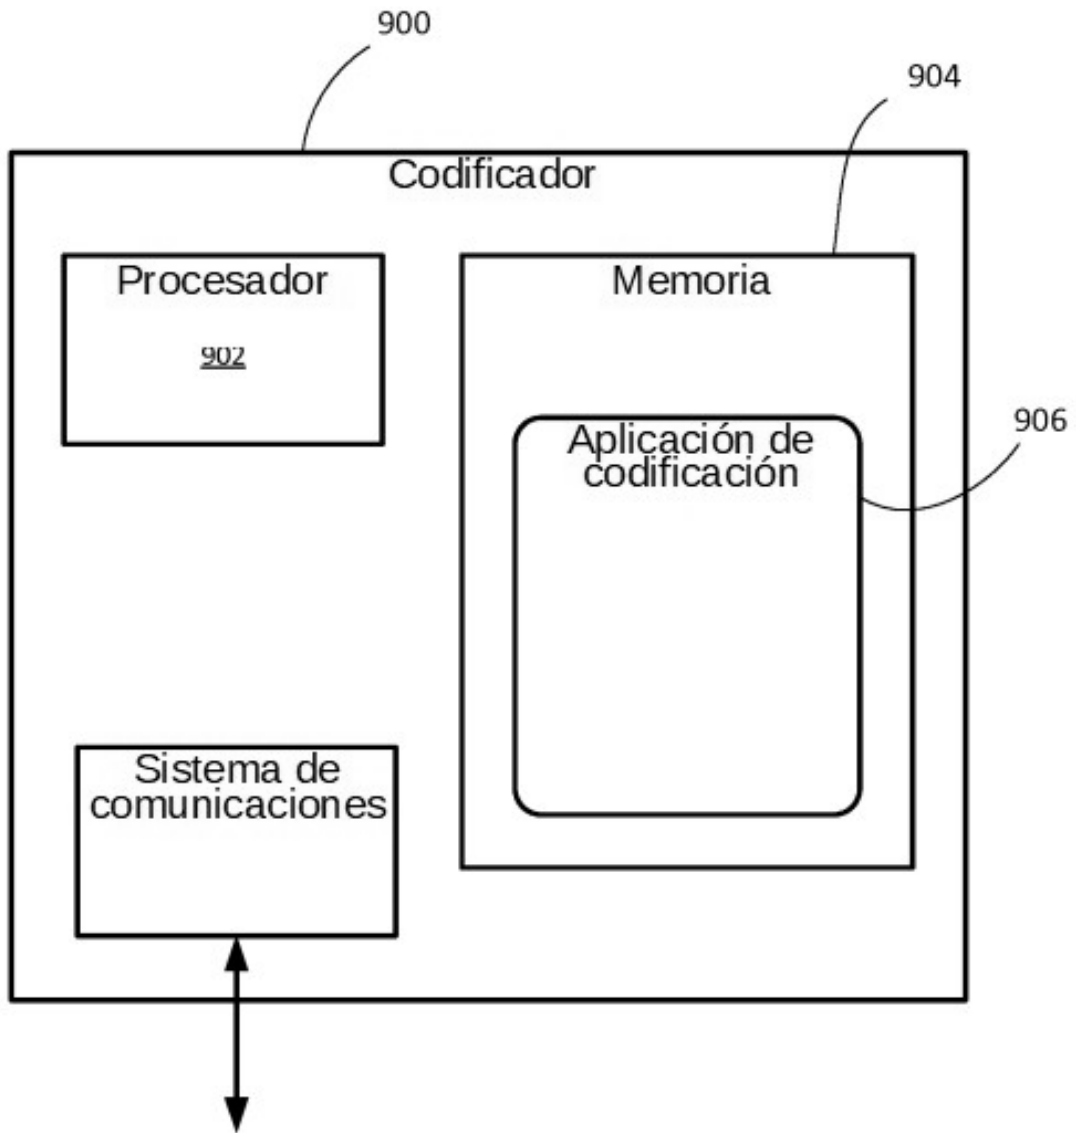 900
904
Codificador
Procesador
902
Memoria
906
Aplicación de
codificación
Sistema de
comunicaciones